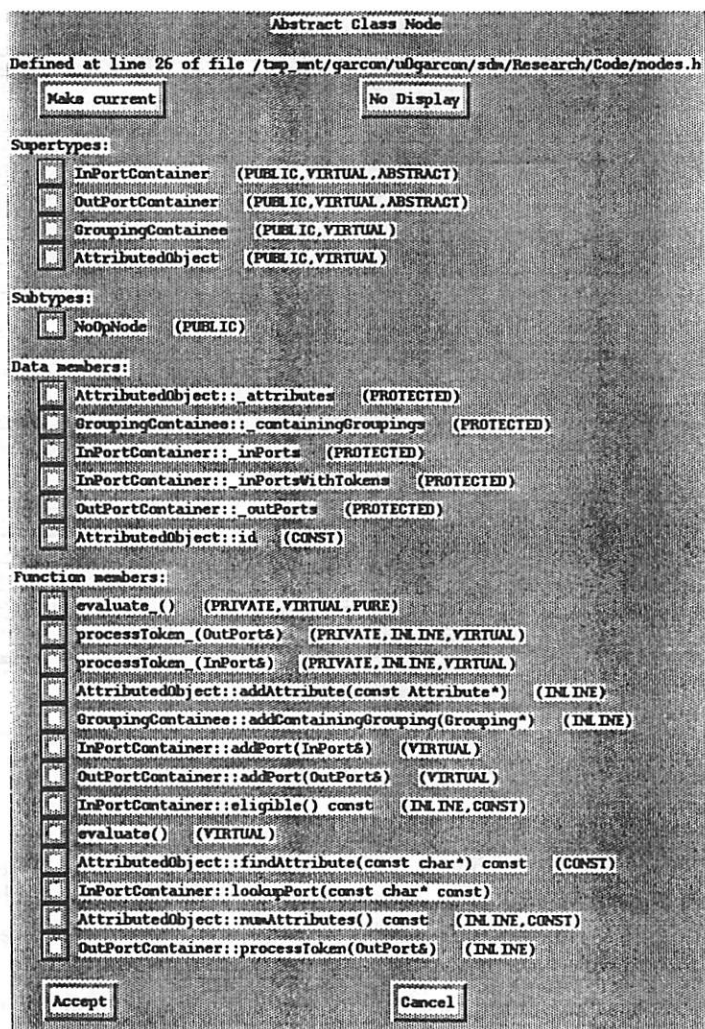 Abstract Class Node
Defined at line 26 of file /tmp_mnt/garcon/u0garcon/sdm/Research/Code/nodes.h
Make current No Display
Supertypes:
InPortContainer (PUBLIC,VIRTUAL,ABSTRACT)
OutPortContainer (PUBLIC,VIRTUAL,ABSTRACT)
GroupingContainee (PUBLIC,VIRTUAL)
AttributedObject (PUBLIC,VIRTUAL)
Subtypes:
NoOpNode (PUBLIC)
Data members:
AttributedObject::_attributes (PROTECTED)
GroupingContainee::_containingGroupings (PROTECTED)
InPortContainer::_inPorts (PROTECTED)
InPortContainer::_inPortsWithTokens (PROTECTED)
OutPortContainer::_outPorts (PROTECTED)
AttributedObject::id (CONST)
Function members:
evaluate_() (PRIVATE,VIRTUAL,PURE)
processToken_(OutPort&) (PRIVATE,INLINE,VIRTUAL)
processToken_(InPort&) (PRIVATE,INLINE,VIRTUAL)
AttributedObject::addAttribute(const Attribute*) (INLINE)
GroupingContainee::addContainingGrouping(Grouping*) (INLINE)
InPortContainer::addPort(InPort&) (VIRTUAL)
OutPortContainer::addPort(OutPort&) (VIRTUAL)
InPortContainer::eligible() const (INLINE,CONST)
evaluate() (VIRTUAL)
AttributedObject::findAttribute(const char*) const (CONST)
InPortContainer::lookupPort(const char* const)
AttributedObject::numAttributes() const (INLINE,CONST)
OutPortContainer::processToken(OutPort&) (INLINE)
Accept Cancel